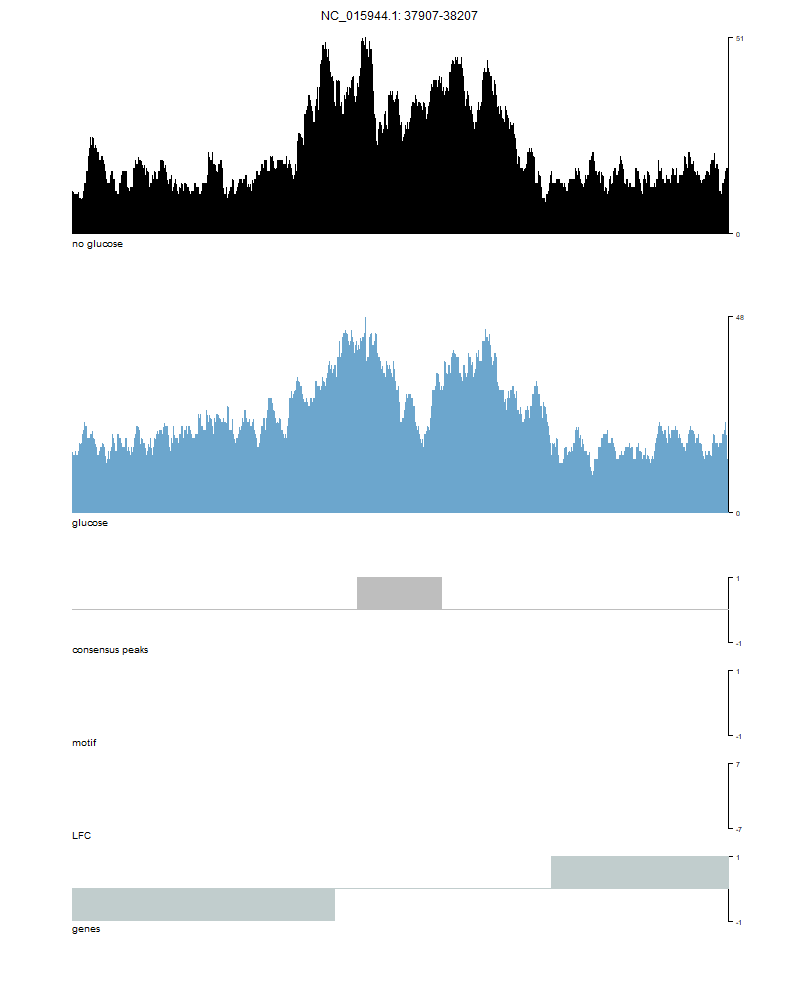 NC_015944.1: 37907-38207
51
0
no glucose
48
0
glucose
1
-1
consensus peaks
1
-1
motif
7
-7
LFC
1
-1
genes